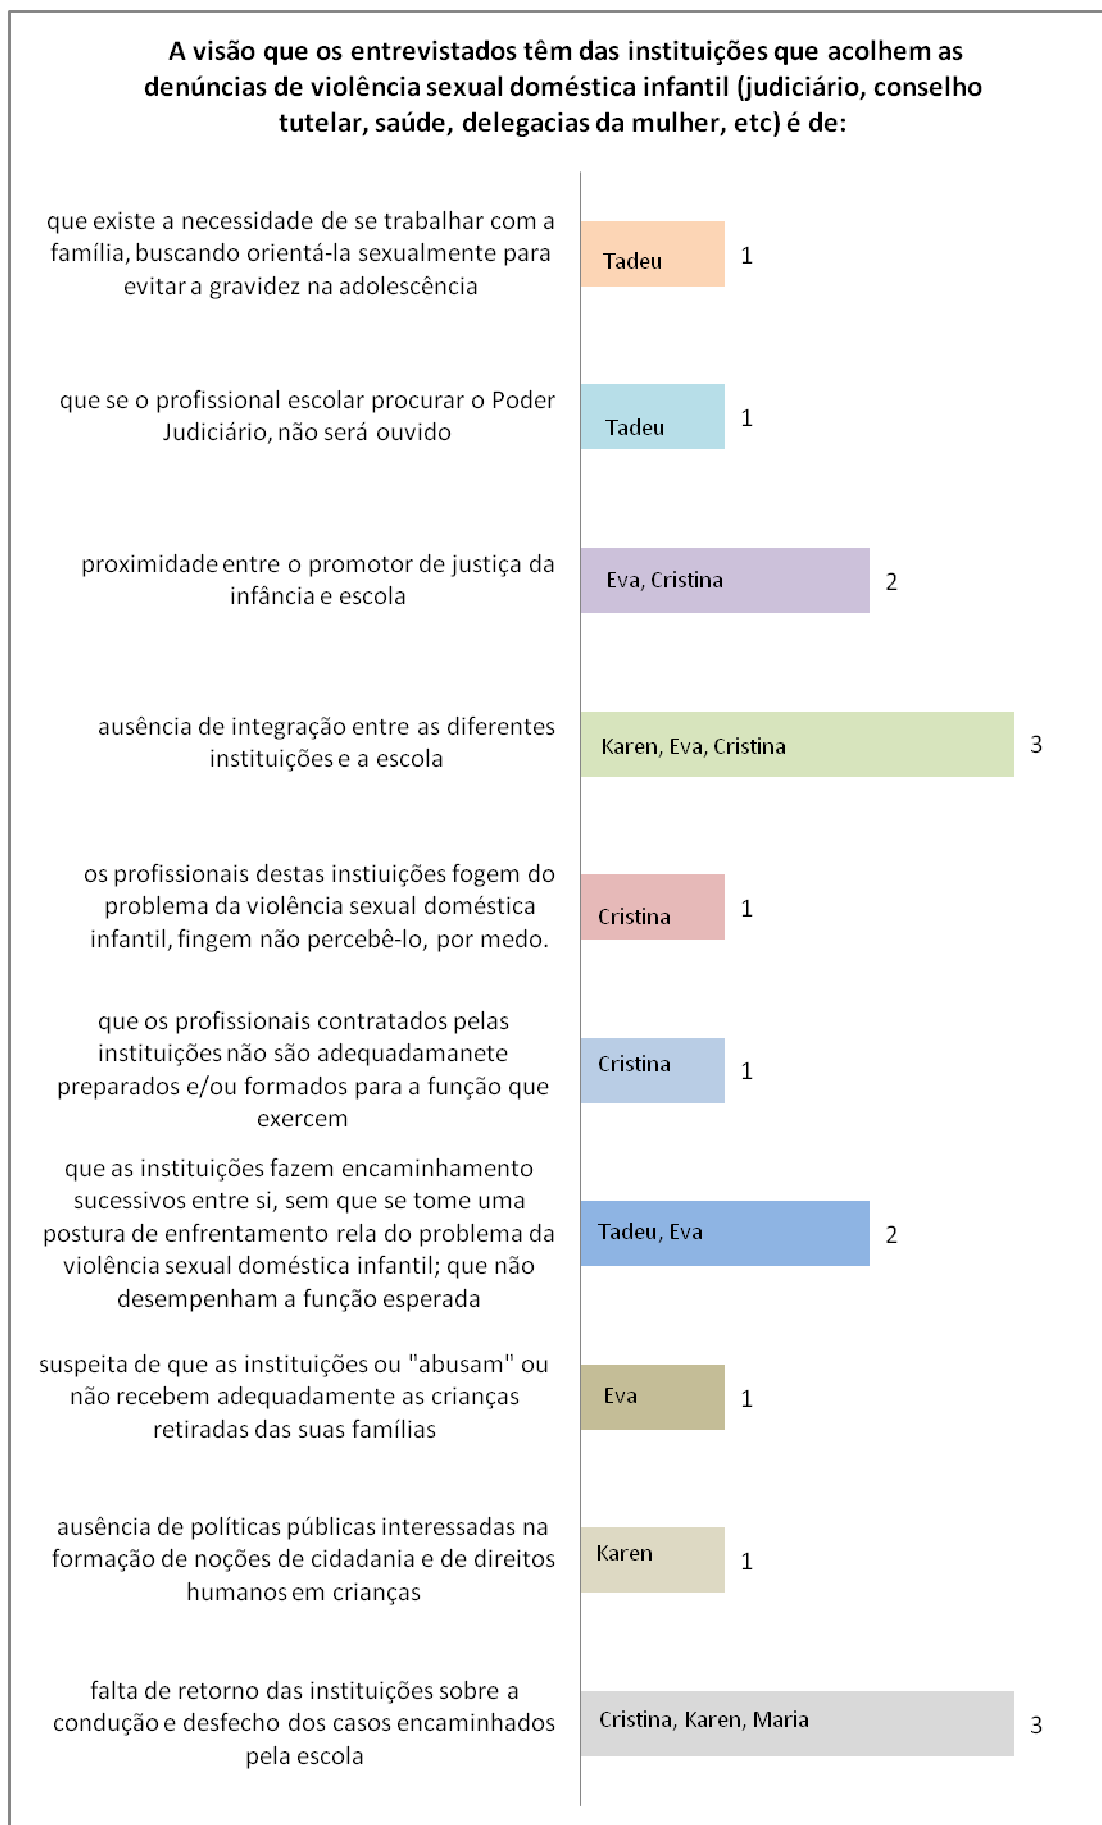 A visão que os entrevistados têm das instituições que acolhem as
denúncias de violência sexual doméstica infantil (judiciário, conselho
tutelar, saúde, delegacias da mulher, etc) é de:
que existe a necessidade de se trabalhar com a
família, buscando orientá-la sexualmente para
evitar a gravidez na adolescência
Tadeu
1
que se o profissional escolar procurar o Poder
Judiciário, não será ouvido
Tadeu
1
proximidade entre o promotor de justiça da
infância e escola
Eva, Cristina
2
ausência de integração entre as diferentes
instituições e a escola
Karen, Eva, Cristina
3
os profissionais destas instiuições fogem do
problema da violência sexual doméstica
infantil, fingem não percebê-lo, por medo.
Cristina
1
que os profissionais contratados pelas
instituições não são adequadamanete
preparados e/ou formados para a função que
exercem
Cristina
1
que as instituições fazem encaminhamento
sucessivos entre si, sem que se tome uma
postura de enfrentamento rela do problema da
violência sexual doméstica infantil; que não
desempenham a função esperada
Tadeu, Eva
2
suspeita de que as instituições ou "abusam" ou
não recebem adequadamente as crianças
retiradas das suas famílias
Eva
1
ausência de políticas públicas interessadas na
formação de noções de cidadania e de direitos
humanos em crianças
Karen
1
falta de retorno das instituições sobre a
condução e desfecho dos casos encaminhados
pela escola
Cristina, Karen, Maria
3